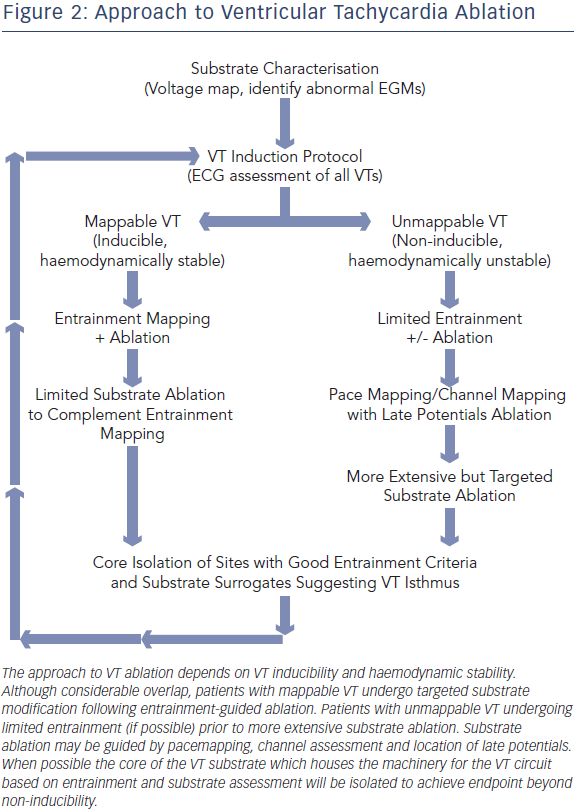 Figure 2: Approach to Ventricular Tachycardia Ablation
Substrate Characterisation
(Voltage map, identify abnormal EGMs)
VT Induction Protocol
(ECG assessment of all VTs)
Mappable VT
(Inducible,
haemodynamically stable)
Unmappable VT
(Non-inducible,
haemodynamically unstable)
Entrainment Mapping
+ Ablation
Limited Entrainment
+/- Ablation
Limited Substrate Ablation
to Complement Entrainment
Mapping
Pace Mapping/Channel Mapping
with Late Potentials Ablation
More Extensive but Targeted
Substrate Ablation
Core Isolation of Sites with Good Entrainment Criteria
and Substrate Surrogates Suggesting VT Isthmus
The approach to VT ablation depends on VT inducibility and haemodynamic stability.
Although considerable overlap, patients with mappable VT undergo targeted substrate
modification following entrainment-guided ablation. Patients with unmappable VT undergoing
limited entrainment (if possible) prior to more extensive substrate ablation. Substrate
ablation may be guided by pacemapping, channel assessment and location of late potentials.
When possible the core of the VT substrate which houses the machinery for the VT circuit
based on entrainment and substrate assessment will be isolated to achieve endpoint beyond
non-inducibility.